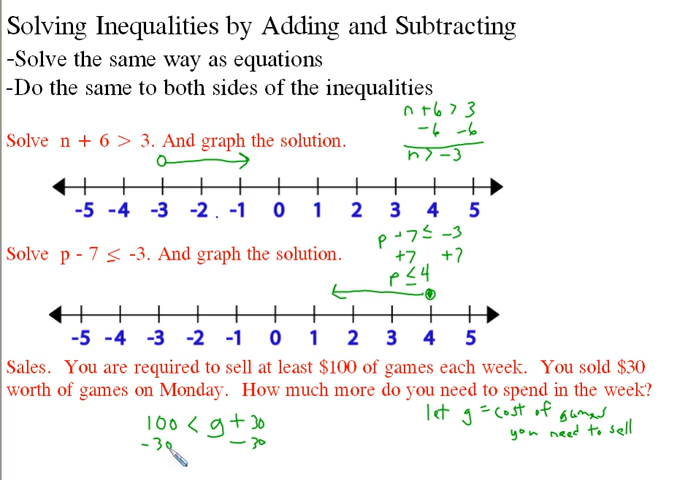 Solving Inequalities by Adding and Subtracting
-Solve the same way as equations
-Do the same to both sides of the inequalities
n + 6 > 3
-6 -6
n > -3
Solve n + 6 > 3. And graph the solution.
-5 -4 -3 -2 . -1 0 1 2 3 4 5
p - 7 ≤ -3
+7 +7
p ≤ 4
Solve p - 7 ≤ -3. And graph the solution.
-5 -4 -3 -2 -1 0 1 2 3 4 5
Sales. You are required to sell at least $100 of games each week. You sold $30
worth of games on Monday. How much more do you need to spend in the week?
let g = cost of games
you need to sell
100 < g + 30
-30 - 30